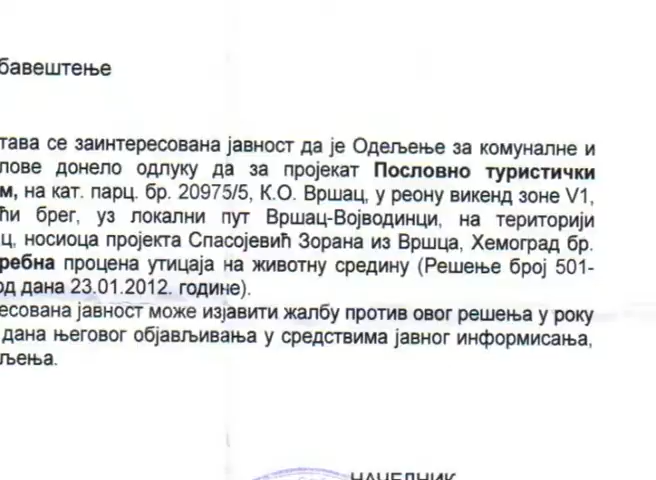 бавештење
тава се заинтересована јавност да је Одељење за комуналне и
лове донело одлуку да за пројекат Пословно туристички
м, на кат. парц. бр. 20975/5, К.О. Вршац, у реону викенд зоне V1,
ћи брег, уз локални пут Вршац-Војводинци, на територији
ц, носиоца пројекта Спасојевић Зорана из Вршца, Хемоград бр.
ребна процена утицаја на животну средину (Решење број 501-
од дана 23.01.2012. године).
есована јавност може изјавити жалбу против овог решења у року
дана његовог објављивања у средствима јавног информисања,
љења.
НАЧЕЛНИК